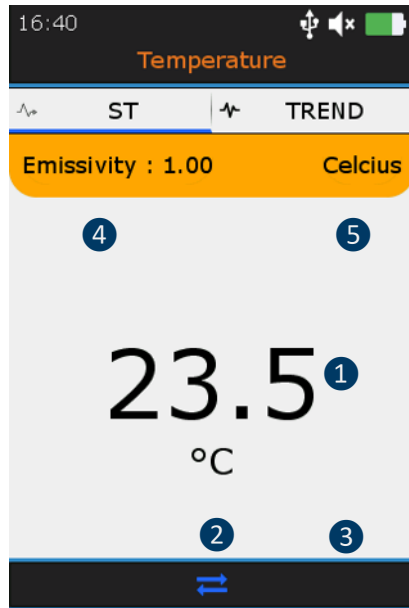 16:40
Temperature
ST TREND
Emissivity : 1.00 Celcius
4 5
23.5 1
°C
2 3